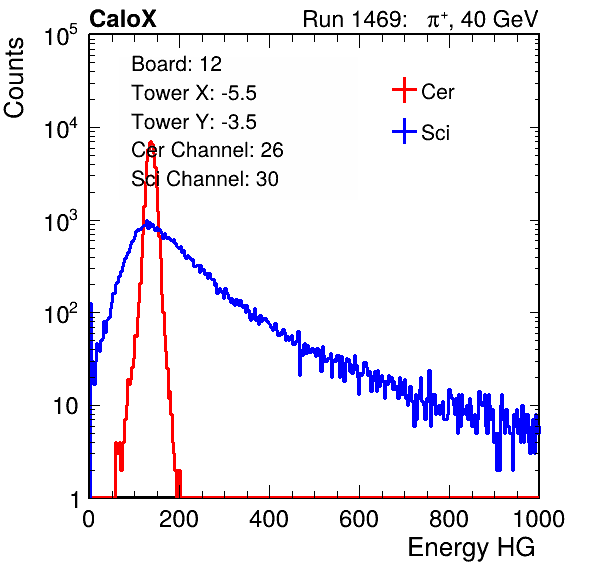 CaloX Run 1469: π⁺, 40 GeV
Counts
10⁵
10⁴
10³
10²
10
1
Board: 12
Tower X: -5.5
Tower Y: -3.5
Cer Channel: 26
Sci Channel: 30
Cer
Sci
0 200 400 600 800 1000
Energy HG